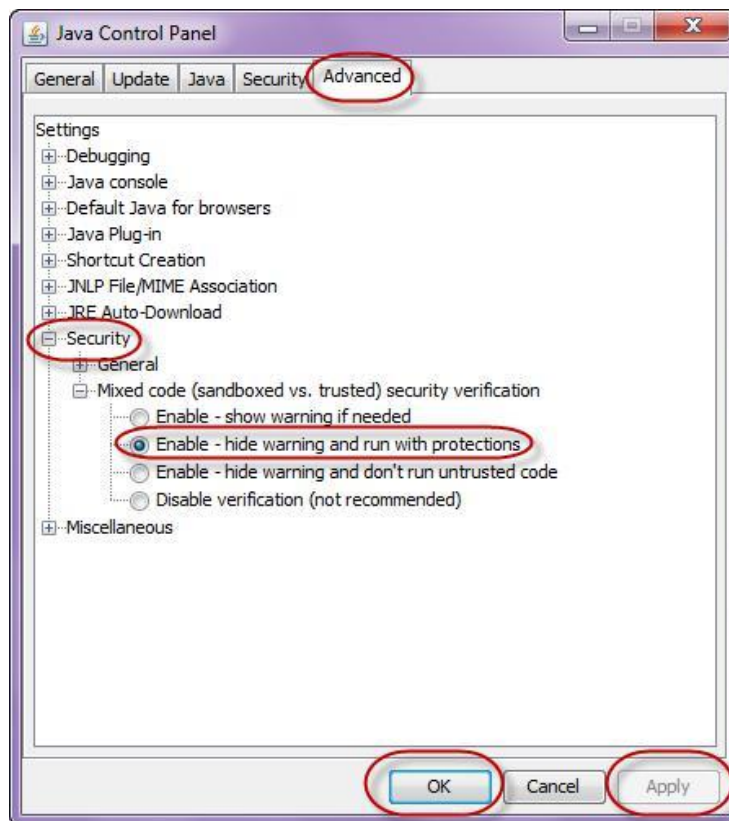 Java Control Panel
General Update Java Security Advanced
Settings
Debugging
Java console
Default Java for browsers
Java Plug-in
Shortcut Creation
JNLP File/MIME Association
JRE Auto-Download
Security
General
Mixed code (sandboxed vs. trusted) security verification
Enable - show warning if needed
Enable - hide warning and run with protections
Enable - hide warning and don't run untrusted code
Disable verification (not recommended)
Miscellaneous
OK Cancel Apply